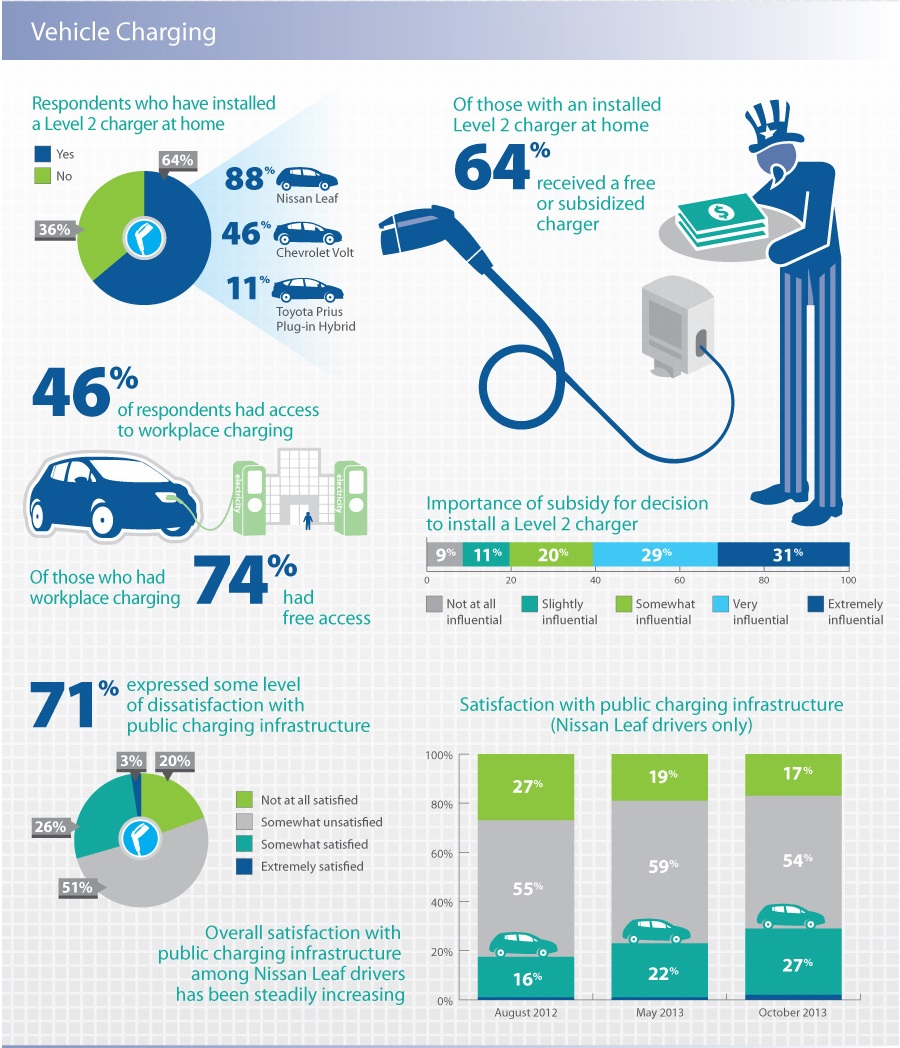 Vehicle Charging
Respondents who have installed
a Level 2 charger at home
Yes
No
64%
36%
88%
Nissan Leaf
46%
Chevrolet Volt
11%
Toyota Prius
Plug-in Hybrid
Of those with an installed
Level 2 charger at home
64%
received a free
or subsidized
charger
$
46%
of respondents had access
to workplace charging
electricity
electricity
Of those who had
workplace charging
74%
had
free access
Importance of subsidy for decision
to install a Level 2 charger
9% 11% 20% 29% 31%
0 20 40 60 80 100
Not at all
influential
Slightly
influential
Somewhat
influential
Very
influential
Extremely
influential
71%
expressed some level
of dissatisfaction with
public charging infrastructure
3% 20%
26%
51%
Not at all satisfied
Somewhat unsatisfied
Somewhat satisfied
Extremely satisfied
Overall satisfaction with
public charging infrastructure
among Nissan Leaf drivers
has been steadily increasing
Satisfaction with public charging infrastructure
(Nissan Leaf drivers only)
100%
80%
60%
40%
20%
0%
27%
55%
16%
August 2012
19%
59%
22%
May 2013
17%
54%
27%
October 2013